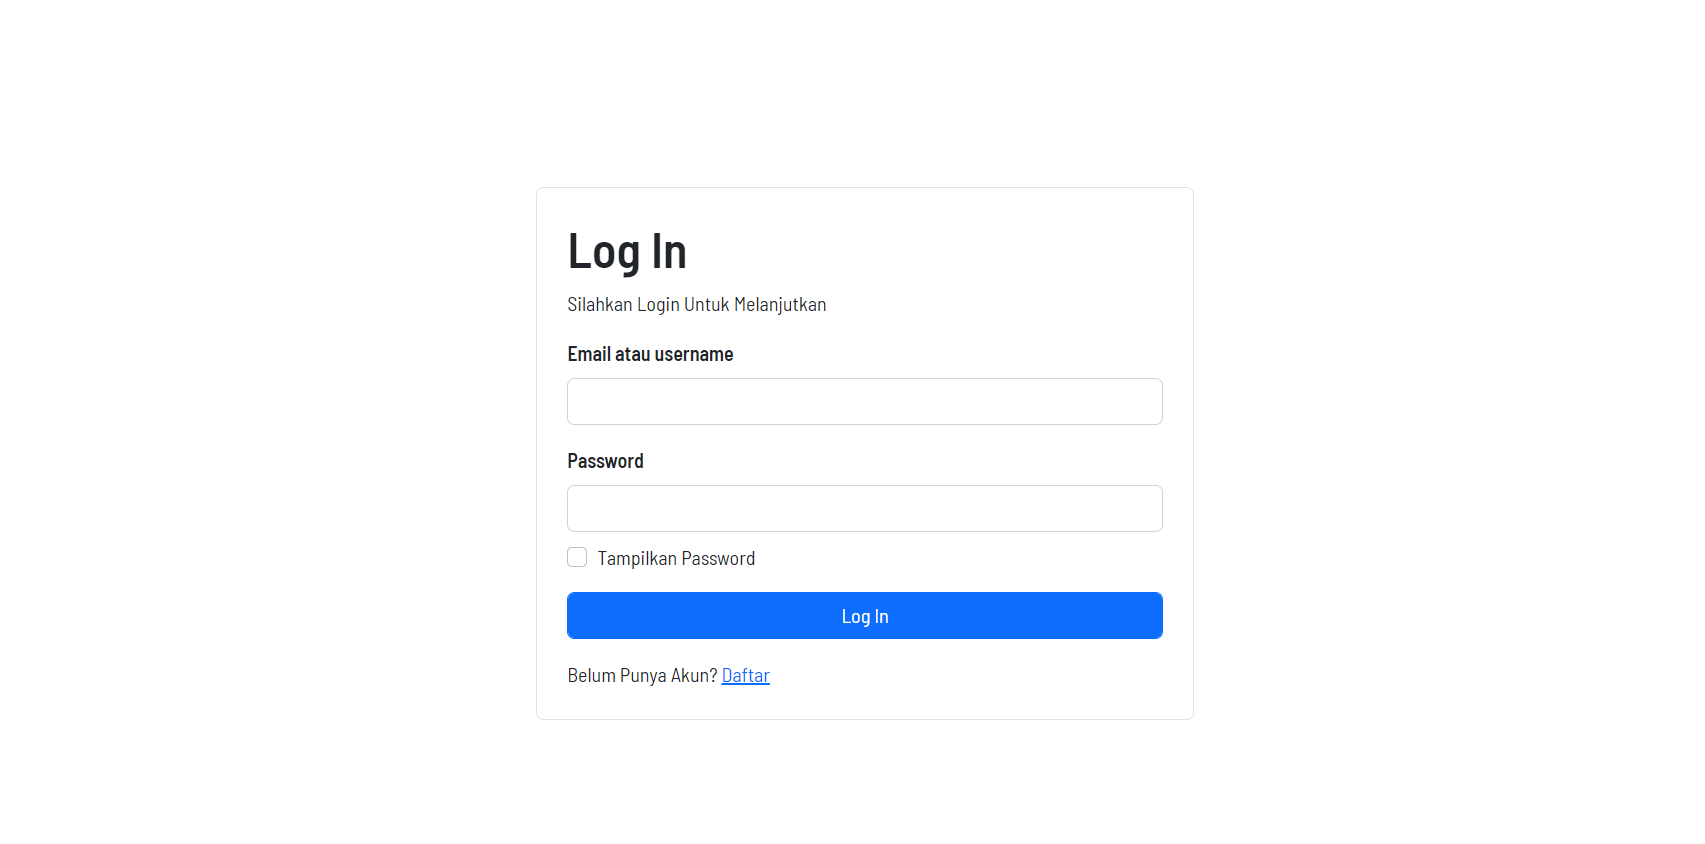 Log In
Silahkan Login Untuk Melanjutkan
Email atau username
Password
Tampilkan Password
Log In
Belum Punya Akun? Daftar